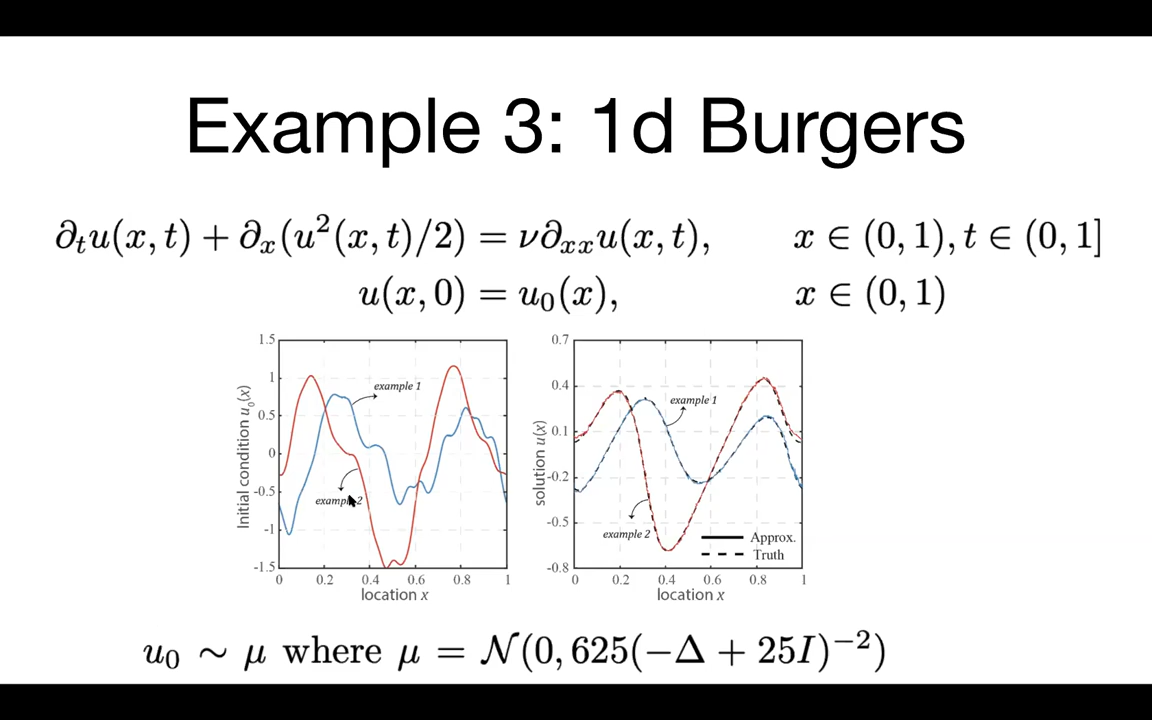 Example 3: 1d Burgers
∂ₜu(x, t) + ∂ₓ(u²(x, t)/2) = ν∂ₓₓu(x, t),   x ∈ (0, 1), t ∈ (0, 1]
u(x, 0) = u₀(x),   x ∈ (0, 1)
Initial condition u₀(x)
1.5
1
0.5
0
-0.5
-1
-1.5
example 1
example 2
0 0.2 0.4 0.6 0.8 1
location x
solution u(x)
0.7
0.4
0.1
-0.2
-0.5
-0.8
example 1
example 2
Approx.
Truth
0 0.2 0.4 0.6 0.8 1
location x
u₀ ∼ μ where μ = 𝒩(0, 625(−Δ + 25I)⁻²)